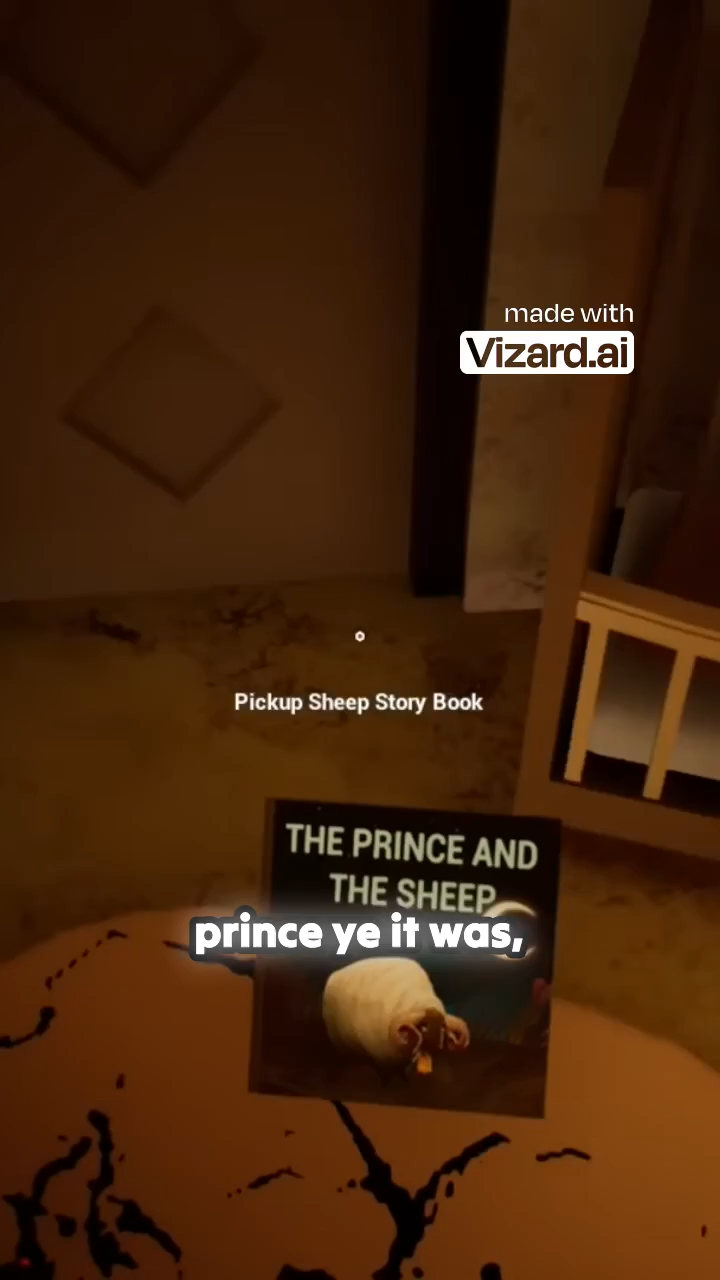 made with
Vizard.ai
Pickup Sheep Story Book
THE PRINCE AND
THE SHEEP
prince ye it was,